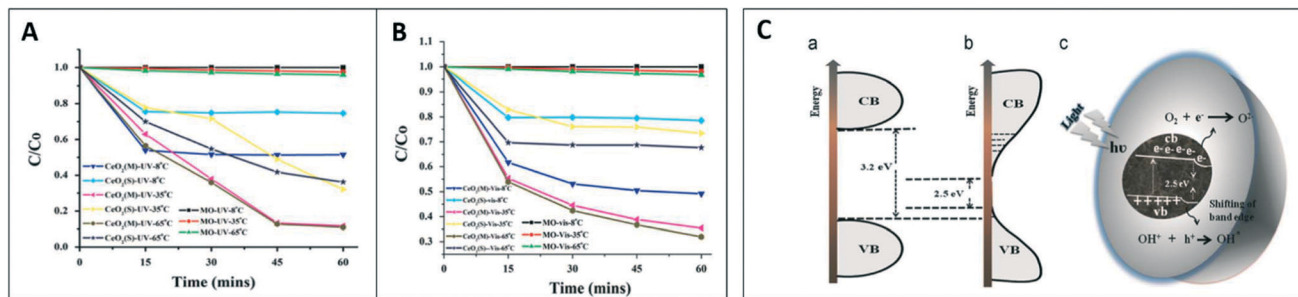 A
C/Co
1.0
0.8
0.6
0.4
0.2
0.0
CeO₂(M)-UV-8°C
CeO₂(S)-UV-8°C
CeO₂(M)-UV-35°C
CeO₂(S)-UV-35°C
CeO₂(M)-UV-65°C
CeO₂(S)-UV-65°C
MO-UV-8°C
MO-UV-35°C
MO-UV-65°C
0 15 30 45 60
Time (mins)
B
C/Co
1.1
1.0
0.9
0.8
0.7
0.6
0.5
0.4
0.3
CeO₂(M)-Vis-8°C
CeO₂(S)-vis-8°C
CeO₂(M)-Vis-35°C
CeO₂(S)-Vis-35°C
CeO₂(M)-Vis-65°C
CeO₂(S)--Vis-65°C
MO-vis-8°C
MO-Vis-35°C
MO-Vis-65°C
0 15 30 45 60
Time (mins)
C
a
Energy
CB
3.2 eV
VB
b
Energy
CB
2.5 eV
VB
c
Light
hυ
O₂ + e⁻ → O²⁻
cb
e- e- e- e- e-
2.5 eV
+++++
vb
Shifting of
band edge
OH⁺ + h⁺ → OH*